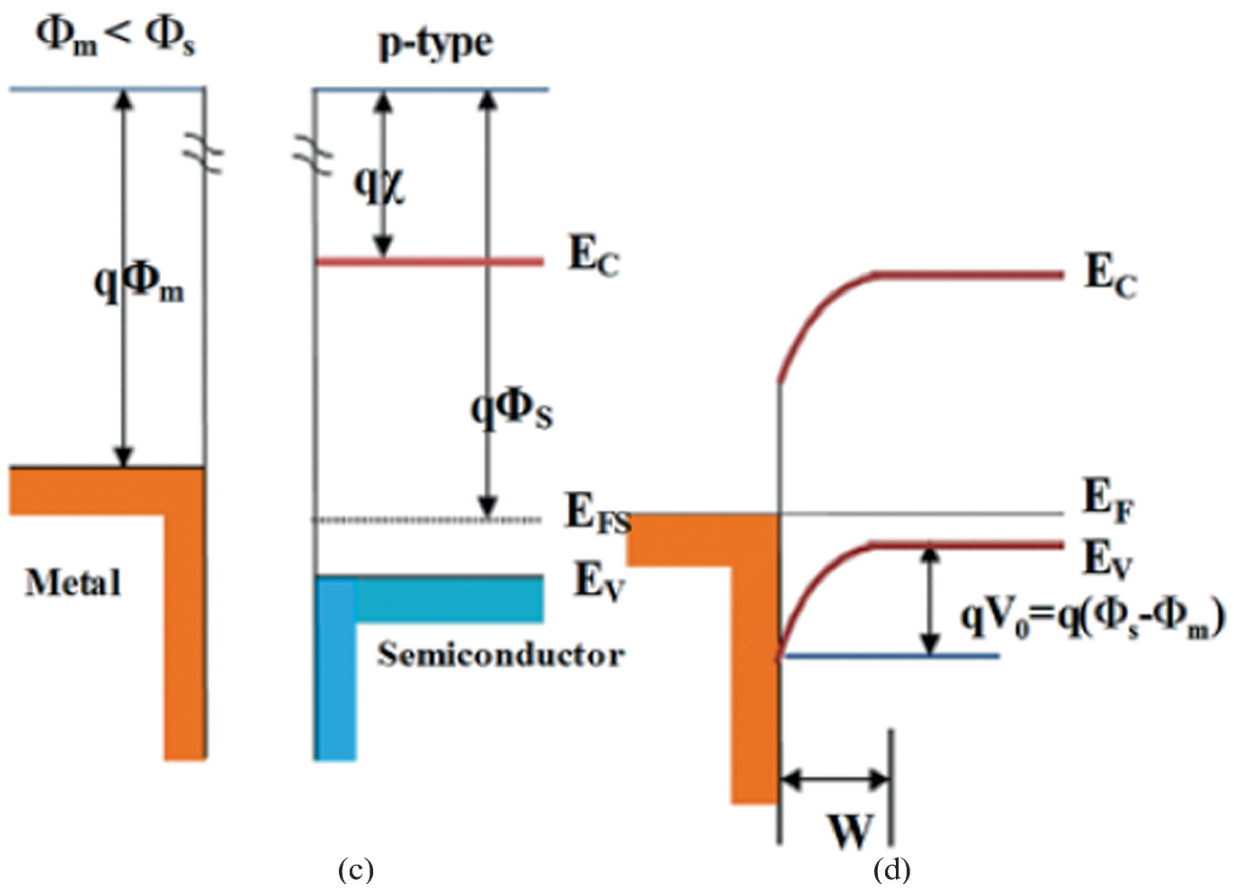 Φm < Φs
p-type
qχ
EC
qΦm
qΦS
EFS
EV
Metal
Semiconductor
(c)
EC
EF
EV
qV0=q(Φs-Φm)
W
(d)